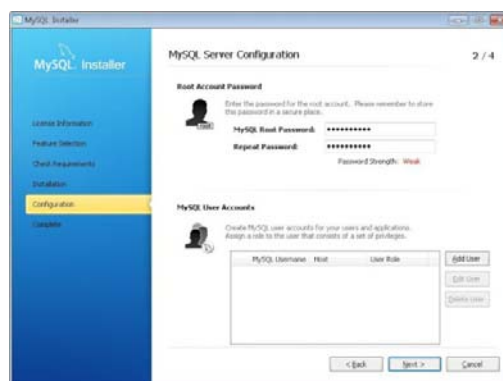 MySQL Installer
MySQL. Installer
License Information
Feature Selection
Check Requirements
Installation
Configuration
Complete
MySQL Server Configuration
2 / 4
Root Account Password
Enter the password for the root account. Please remember to store
this password in a secure place.
root
MySQL Root Password: ••••••••••
Repeat Password: ••••••••••
Password Strength: Weak
MySQL User Accounts
Create MySQL user accounts for your users and applications.
Assign a role to the user that consists of a set of privileges.
MySQL Username Host User Role
Add User
Edit User
Delete User
< Back
Next >
Cancel